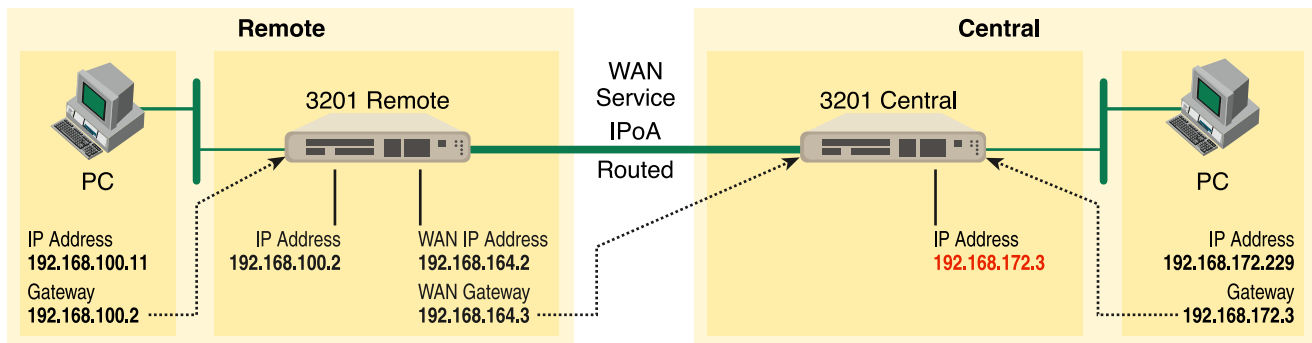 Remote
Central
WAN
Service
IPoA
Routed
3201 Remote
3201 Central
PC
PC
IP Address
192.168.100.11
Gateway
192.168.100.2
IP Address
192.168.100.2
WAN IP Address
192.168.164.2
WAN Gateway
192.168.164.3
IP Address
192.168.172.3
IP Address
192.168.172.229
Gateway
192.168.172.3